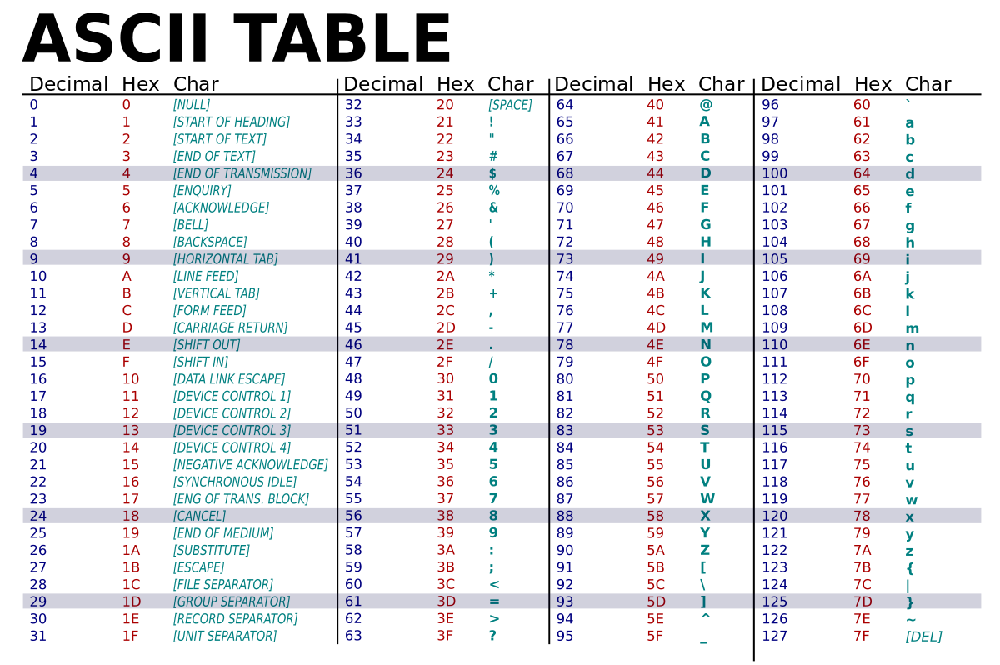 ASCII TABLE
Decimal Hex Char Decimal Hex Char Decimal Hex Char Decimal Hex Char
0 0 [NULL] 32 20 [SPACE] 64 40 @ 96 60 `
1 1 [START OF HEADING] 33 21 ! 65 41 A 97 61 a
2 2 [START OF TEXT] 34 22 " 66 42 B 98 62 b
3 3 [END OF TEXT] 35 23 # 67 43 C 99 63 c
4 4 [END OF TRANSMISSION] 36 24 $ 68 44 D 100 64 d
5 5 [ENQUIRY] 37 25 % 69 45 E 101 65 e
6 6 [ACKNOWLEDGE] 38 26 & 70 46 F 102 66 f
7 7 [BELL] 39 27 ' 71 47 G 103 67 g
8 8 [BACKSPACE] 40 28 ( 72 48 H 104 68 h
9 9 [HORIZONTAL TAB] 41 29 ) 73 49 I 105 69 i
10 A [LINE FEED] 42 2A * 74 4A J 106 6A j
11 B [VERTICAL TAB] 43 2B + 75 4B K 107 6B k
12 C [FORM FEED] 44 2C , 76 4C L 108 6C l
13 D [CARRIAGE RETURN] 45 2D - 77 4D M 109 6D m
14 E [SHIFT OUT] 46 2E . 78 4E N 110 6E n
15 F [SHIFT IN] 47 2F / 79 4F O 111 6F o
16 10 [DATA LINK ESCAPE] 48 30 0 80 50 P 112 70 p
17 11 [DEVICE CONTROL 1] 49 31 1 81 51 Q 113 71 q
18 12 [DEVICE CONTROL 2] 50 32 2 82 52 R 114 72 r
19 13 [DEVICE CONTROL 3] 51 33 3 83 53 S 115 73 s
20 14 [DEVICE CONTROL 4] 52 34 4 84 54 T 116 74 t
21 15 [NEGATIVE ACKNOWLEDGE] 53 35 5 85 55 U 117 75 u
22 16 [SYNCHRONOUS IDLE] 54 36 6 86 56 V 118 76 v
23 17 [ENG OF TRANS. BLOCK] 55 37 7 87 57 W 119 77 w
24 18 [CANCEL] 56 38 8 88 58 X 120 78 x
25 19 [END OF MEDIUM] 57 39 9 89 59 Y 121 79 y
26 1A [SUBSTITUTE] 58 3A : 90 5A Z 122 7A z
27 1B [ESCAPE] 59 3B ; 91 5B [ 123 7B {
28 1C [FILE SEPARATOR] 60 3C < 92 5C \ 124 7C |
29 1D [GROUP SEPARATOR] 61 3D = 93 5D ] 125 7D }
30 1E [RECORD SEPARATOR] 62 3E > 94 5E ^ 126 7E ~
31 1F [UNIT SEPARATOR] 63 3F ? 95 5F _ 127 7F [DEL]